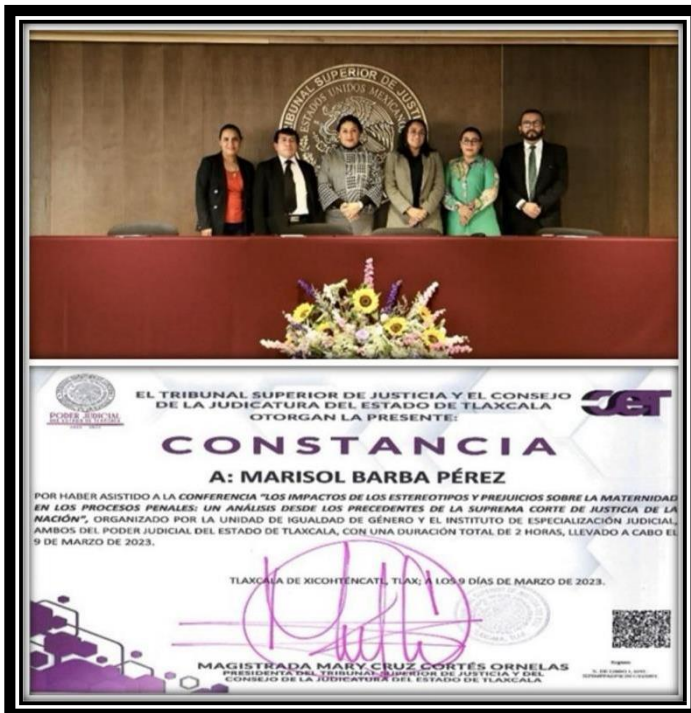 TRIBUNAL SUPERIOR DE JUSTICIA
ESTADOS UNIDOS MEXICANOS
PODER JUDICIAL
DEL ESTADO DE TLAXCALA
EL TRIBUNAL SUPERIOR DE JUSTICIA Y EL CONSEJO
DE LA JUDICATURA DEL ESTADO DE TLAXCALA
OTORGAN LA PRESENTE:
CONSTANCIA
A: MARISOL BARBA PÉREZ
POR HABER ASISTIDO A LA CONFERENCIA "LOS IMPACTOS DE LOS ESTEREOTIPOS Y PREJUICIOS SOBRE LA MATERNIDAD
EN LOS PROCESOS PENALES: UN ANÁLISIS DESDE LOS PRECEDENTES DE LA SUPREMA CORTE DE JUSTICIA DE LA
NACIÓN", ORGANIZADO POR LA UNIDAD DE IGUALDAD DE GÉNERO Y EL INSTITUTO DE ESPECIALIZACIÓN JUDICIAL,
AMBOS DEL PODER JUDICIAL DEL ESTADO DE TLAXCALA, CON UNA DURACIÓN TOTAL DE 2 HORAS, LLEVADO A CABO EL
9 DE MARZO DE 2023.
TLAXCALA DE XICOHTÉNCATL, TLAX; A LOS 9 DÍAS DE MARZO DE 2023.
MAGISTRADA MARY CRUZ CORTÉS ORNELAS
PRESIDENTA DEL TRIBUNAL SUPERIOR DE JUSTICIA Y DEL
CONSEJO DE LA JUDICATURA DEL ESTADO DE TLAXCALA